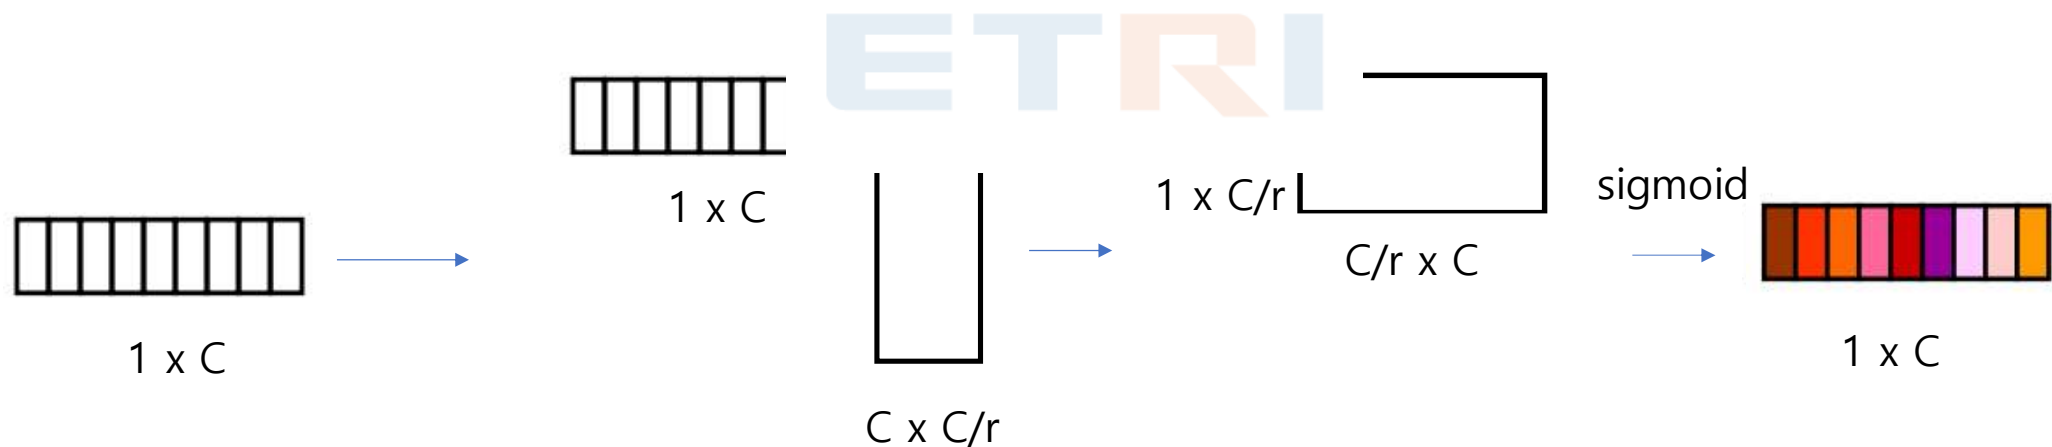 ETRI
1 x C
1 x C
C x C/r
1 x C/r
C/r x C
sigmoid
1 x C